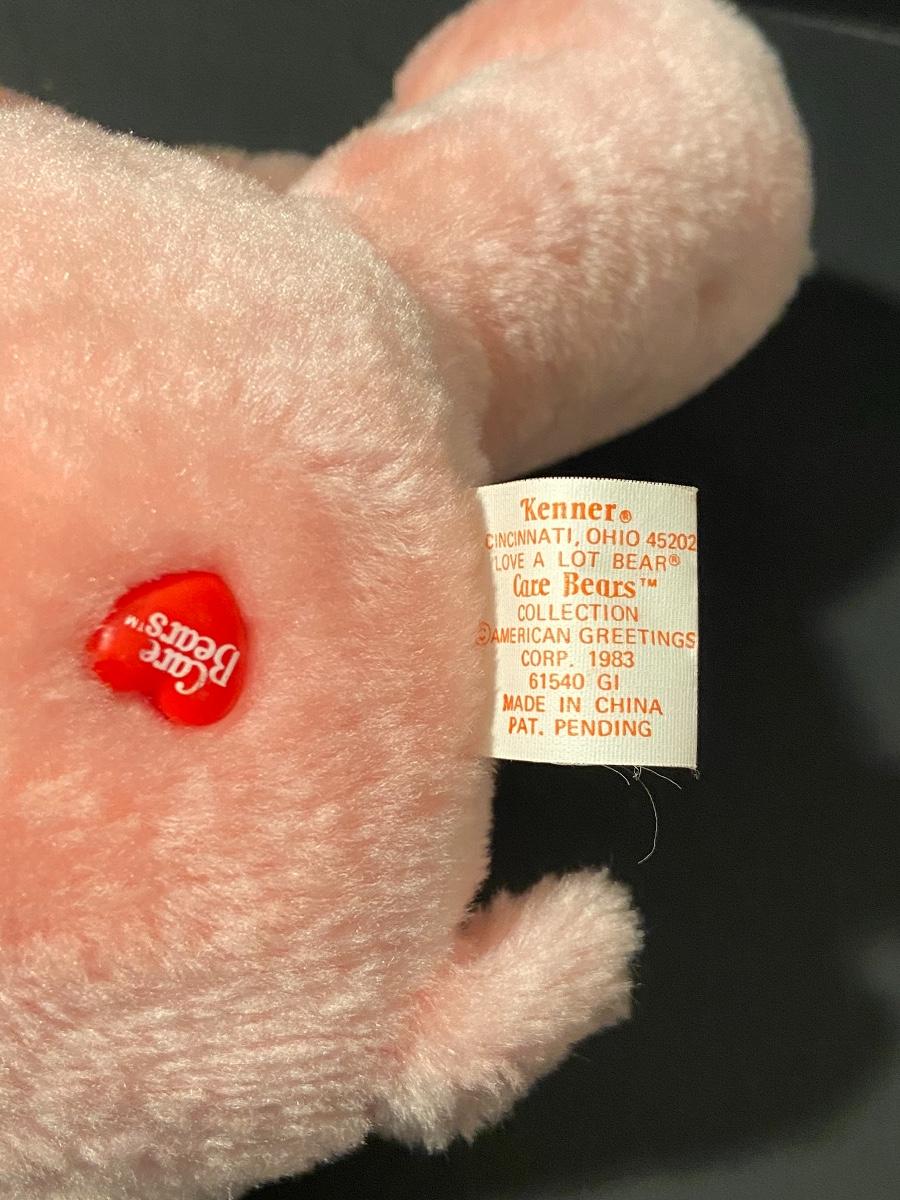 Kenner®
CINCINNATI, OHIO 45202
LOVE A LOT BEAR®
Care Bears™
COLLECTION
©AMERICAN GREETINGS
CORP. 1983
61540 GI
MADE IN CHINA
PAT. PENDING
Care
Bears™